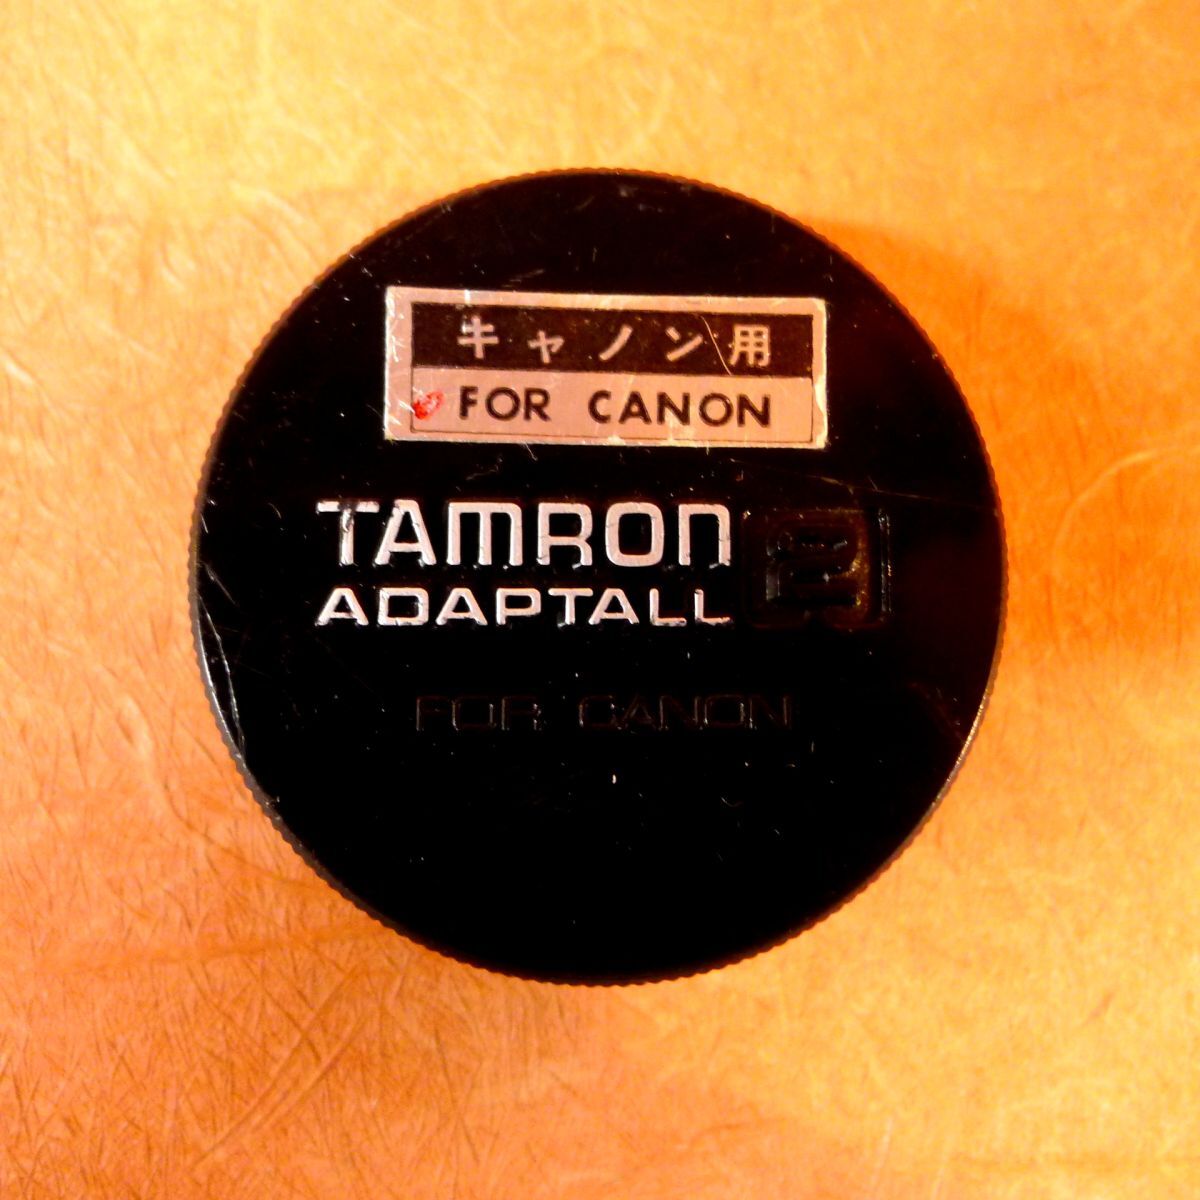 キャノン用
FOR CANON
TAMRON
ADAPTALL 2
FOR CANON